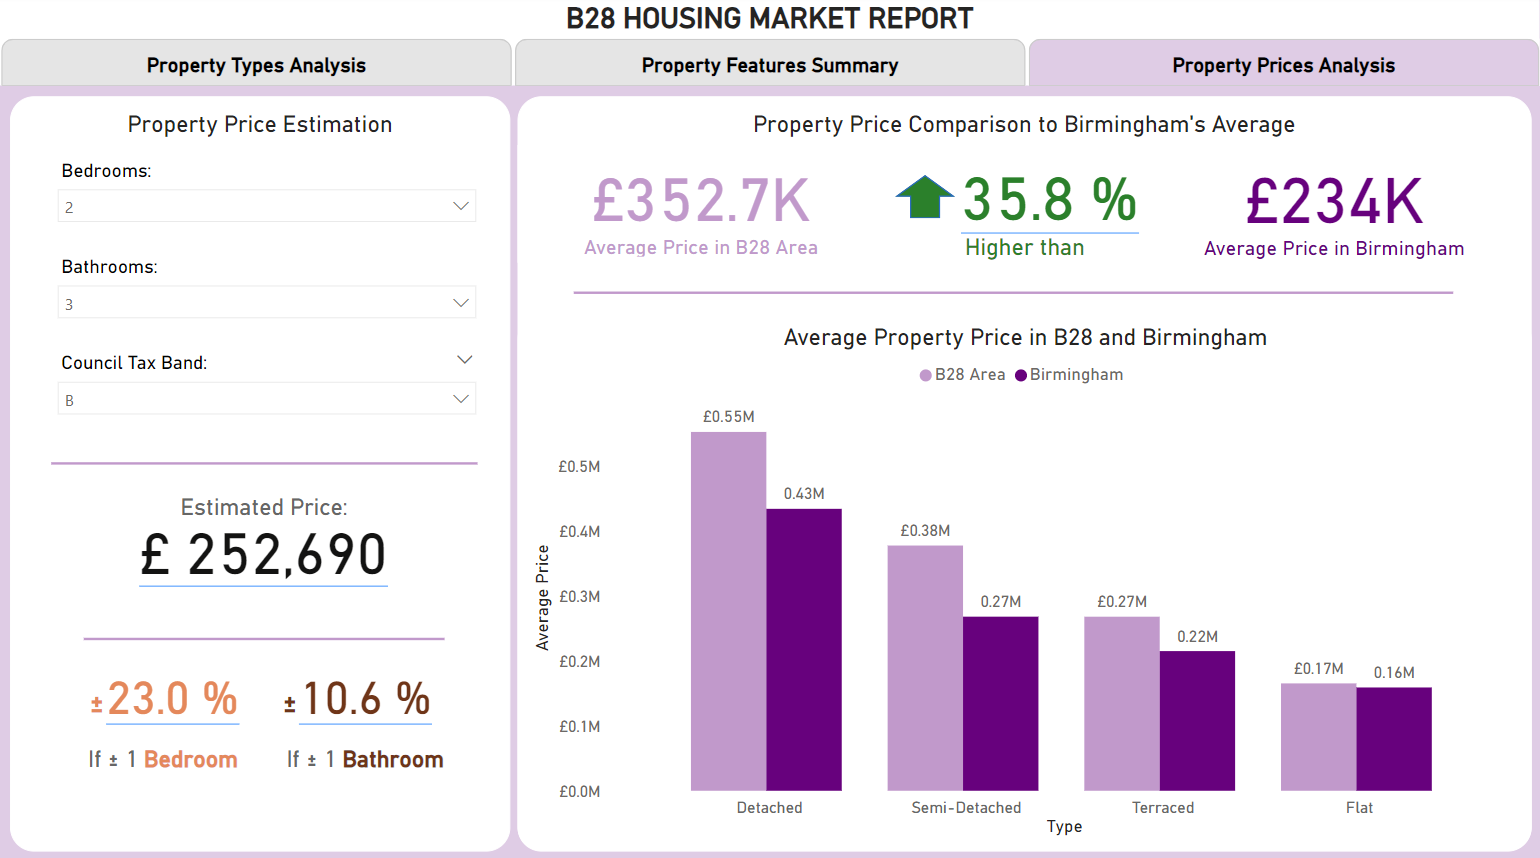 B28 HOUSING MARKET REPORT
Property Types Analysis
Property Features Summary
Property Prices Analysis
Property Price Estimation
Bedrooms:
2
Bathrooms:
3
Council Tax Band:
B
Estimated Price:
£ 252,690
±23.0 %
If ± 1 Bedroom
±10.6 %
If ± 1 Bathroom
Property Price Comparison to Birmingham's Average
£352.7K
Average Price in B28 Area
35.8 %
Higher than
£234K
Average Price in Birmingham
Average Property Price in B28 and Birmingham
B28 Area
Birmingham
Average Price
£0.5M
£0.4M
£0.3M
£0.2M
£0.1M
£0.0M
£0.55M
0.43M
£0.38M
0.27M
£0.27M
0.22M
£0.17M
0.16M
Detached
Semi-Detached
Terraced
Flat
Type